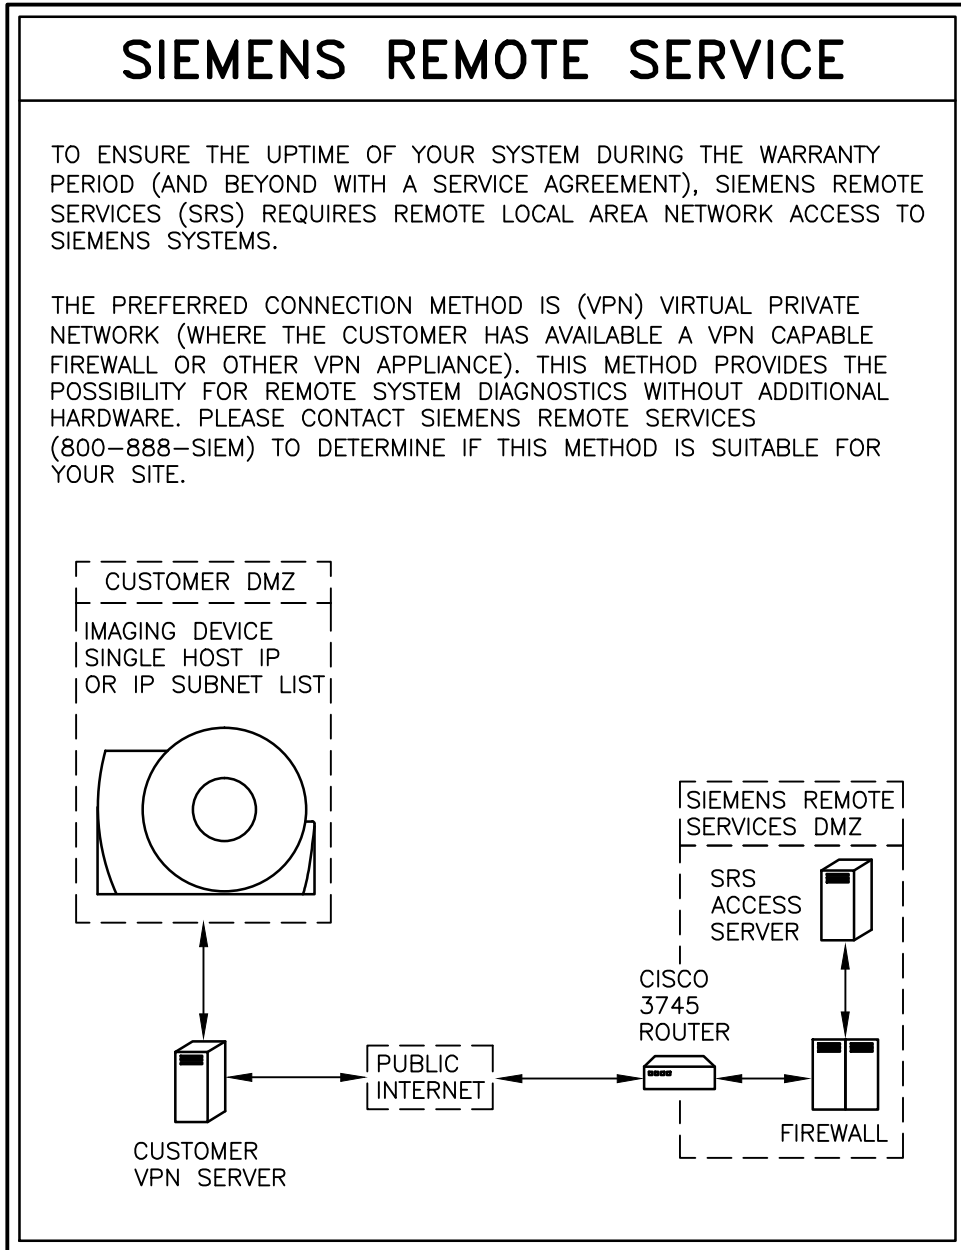 SIEMENS REMOTE SERVICE
TO ENSURE THE UPTIME OF YOUR SYSTEM DURING THE WARRANTY
PERIOD (AND BEYOND WITH A SERVICE AGREEMENT), SIEMENS REMOTE
SERVICES (SRS) REQUIRES REMOTE LOCAL AREA NETWORK ACCESS TO
SIEMENS SYSTEMS.
THE PREFERRED CONNECTION METHOD IS (VPN) VIRTUAL PRIVATE
NETWORK (WHERE THE CUSTOMER HAS AVAILABLE A VPN CAPABLE
FIREWALL OR OTHER VPN APPLIANCE). THIS METHOD PROVIDES THE
POSSIBILITY FOR REMOTE SYSTEM DIAGNOSTICS WITHOUT ADDITIONAL
HARDWARE. PLEASE CONTACT SIEMENS REMOTE SERVICES
(800-888-SIEM) TO DETERMINE IF THIS METHOD IS SUITABLE FOR
YOUR SITE.
CUSTOMER DMZ
IMAGING DEVICE
SINGLE HOST IP
OR IP SUBNET LIST
SIEMENS REMOTE
SERVICES DMZ
SRS
ACCESS
SERVER
CISCO
3745
ROUTER
PUBLIC
INTERNET
FIREWALL
CUSTOMER
VPN SERVER